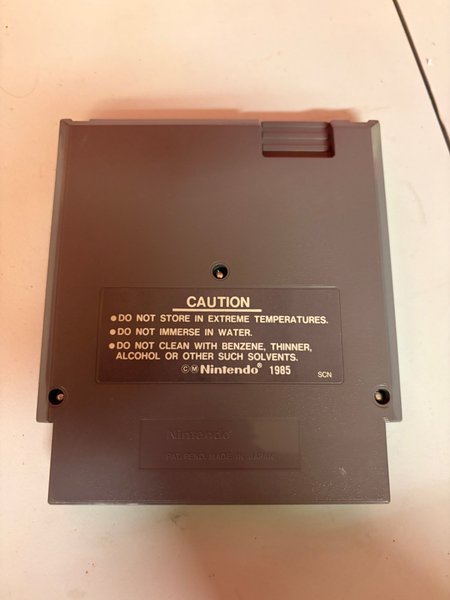 CAUTION
●DO NOT STORE IN EXTREME TEMPERATURES.
●DO NOT IMMERSE IN WATER.
●DO NOT CLEAN WITH BENZENE, THINNER,
ALCOHOL OR OTHER SUCH SOLVENTS.
©Ⓜ Nintendo® 1985 SCN
Nintendo®
PAT. PEND. MADE IN JAPAN